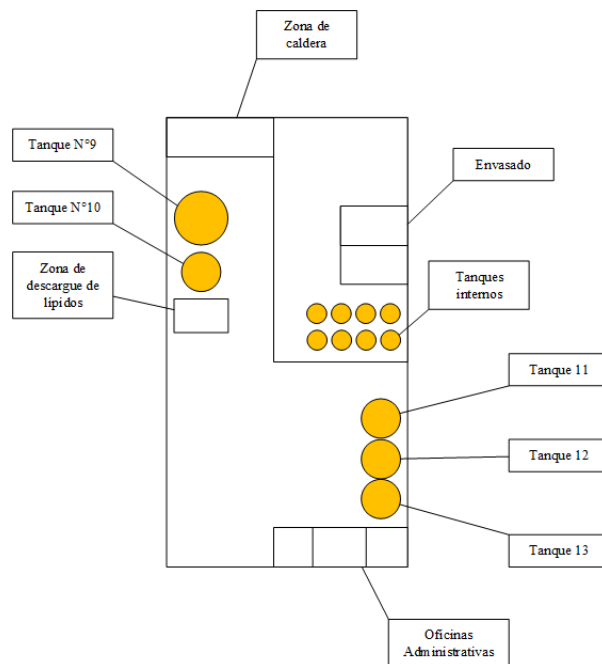 Zona de
caldera
Tanque N°9
Envasado
Tanque N°10
Zona de
descargue de
lípidos
Tanques
internos
Tanque 11
Tanque 12
Tanque 13
Oficinas
Administrativas